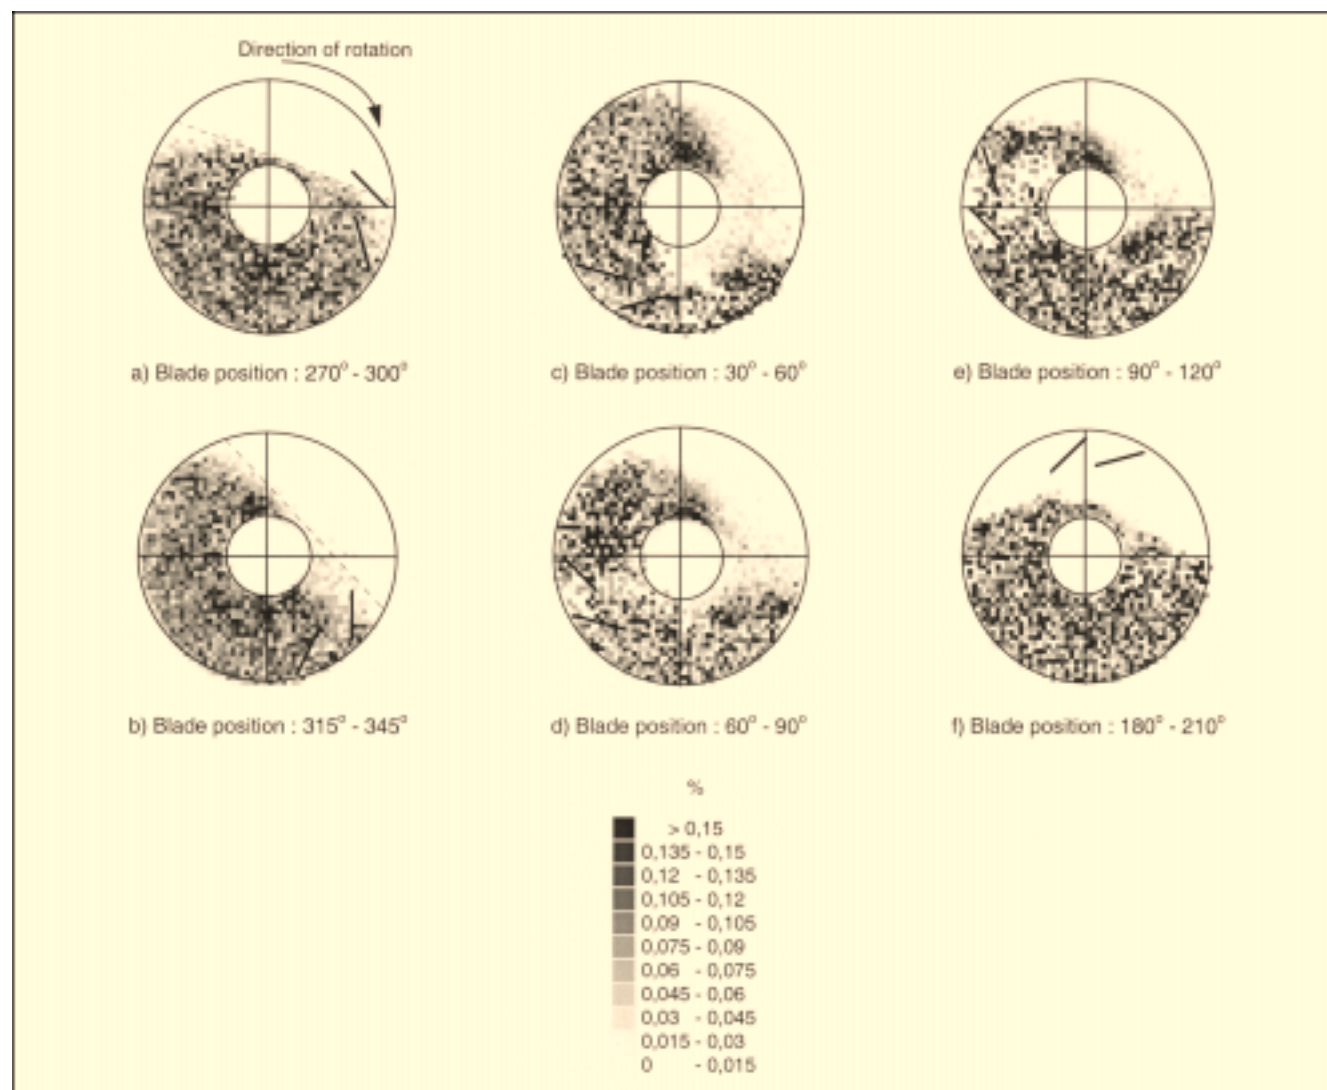 Direction of rotation
a) Blade position : 270° - 300°
c) Blade position : 30° - 60°
e) Blade position : 90° - 120°
b) Blade position : 315° - 345°
d) Blade position : 60° - 90°
f) Blade position : 180° - 210°
%
> 0,15
0,135 - 0,15
0,12 - 0,135
0,105 - 0,12
0,09 - 0,105
0,075 - 0,09
0,06 - 0,075
0,045 - 0,06
0,03 - 0,045
0,015 - 0,03
0 - 0,015